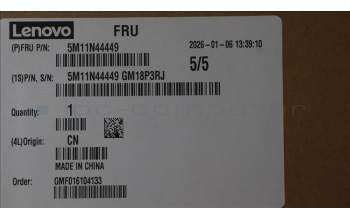 Lenovo FRU
(P)FRU P/N: 5M11N44449 2026-01-06 13:39:10
5/5
(1S)P/N, S/N: 5M11N44449 GM18P3RJ
Quantity: 1
(4L)Origin: CN
MADE IN CHINA
Order: GMF016104133